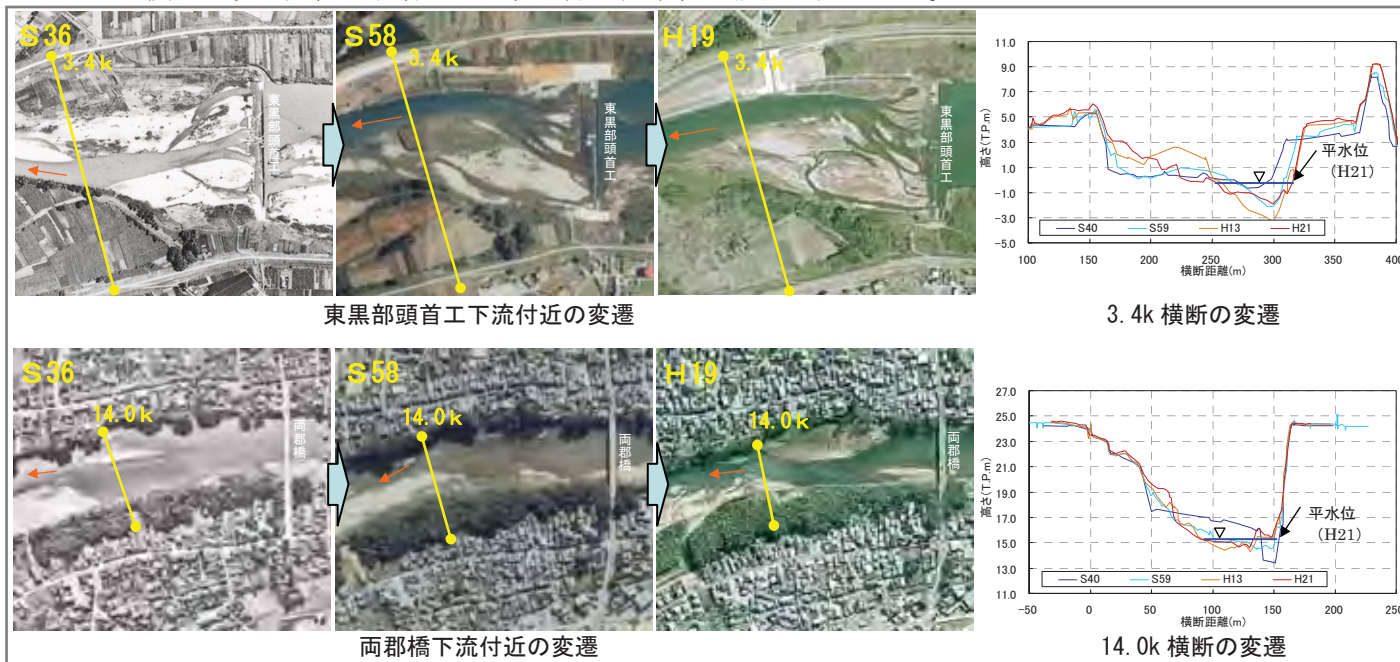 S36
3.4k
東黒部頭首工
S58
3.4k
東黒部頭首工
H19
3.4k
東黒部頭首工
東黒部頭首工下流付近の変遷
11.0
9.0
7.0
5.0
3.0
1.0
−1.0
−3.0
−5.0
高さ(T.P.m)
平水位
(H21)
S40 S59 H13 H21
100 150 200 250 300 350 400
横断距離(m)
3.4k 横断の変遷
S36
14.0k
両郡橋
S58
14.0k
両郡橋
H19
14.0k
両郡橋
両郡橋下流付近の変遷
27.0
25.0
23.0
21.0
19.0
17.0
15.0
13.0
11.0
高さ(T.P.m)
平水位
(H21)
S40 S59 H13 H21
−50 0 50 100 150 200 250
横断距離(m)
14.0k 横断の変遷